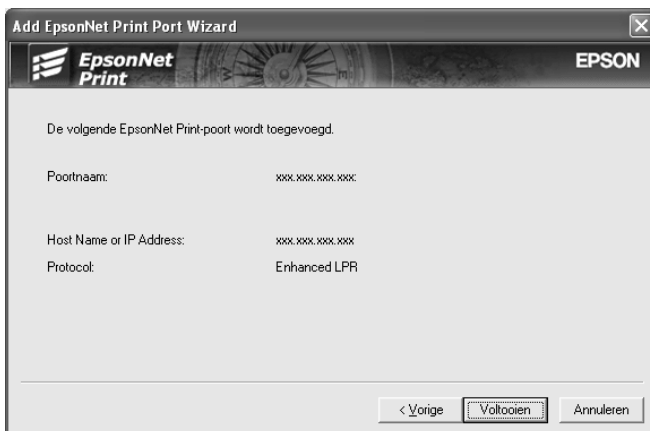 Add EpsonNet Print Port Wizard
EpsonNet
Print
EPSON
De volgende EpsonNet Print-poort wordt toegevoegd.
Poortnaam: xxx.xxx.xxx.xxx:
Host Name or IP Address: xxx.xxx.xxx.xxx
Protocol: Enhanced LPR
< Vorige Voltooien Annuleren